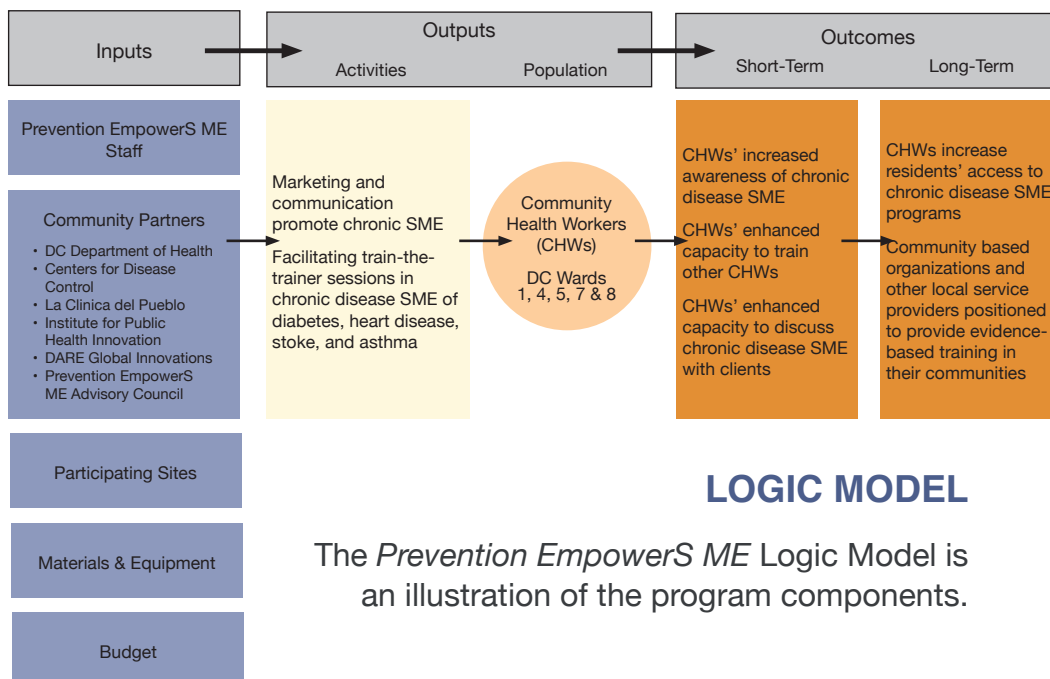 Inputs
Outputs
Activities
Population
Outcomes
Short-Term
Long-Term
Prevention EmpowerS ME
Staff
Community Partners
• DC Department of Health
• Centers for Disease
Control
• La Clinica del Pueblo
• Institute for Public
Health Innovation
• DARE Global Innovations
• Prevention EmpowerS
ME Advisory Council
Participating Sites
Materials & Equipment
Budget
Marketing and
communication
promote chronic SME
Facilitating train-the-
trainer sessions in
chronic disease SME of
diabetes, heart disease,
stoke, and asthma
Community
Health Workers
(CHWs)
DC Wards
1, 4, 5, 7 & 8
CHWs' increased
awareness of chronic
disease SME
CHWs' enhanced
capacity to train
other CHWs
CHWs' enhanced
capacity to discuss
chronic disease SME
with clients
CHWs increase
residents' access to
chronic disease SME
programs
Community based
organizations and
other local service
providers positioned
to provide evidence-
based training in
their communities
LOGIC MODEL
The Prevention EmpowerS ME Logic Model is
an illustration of the program components.